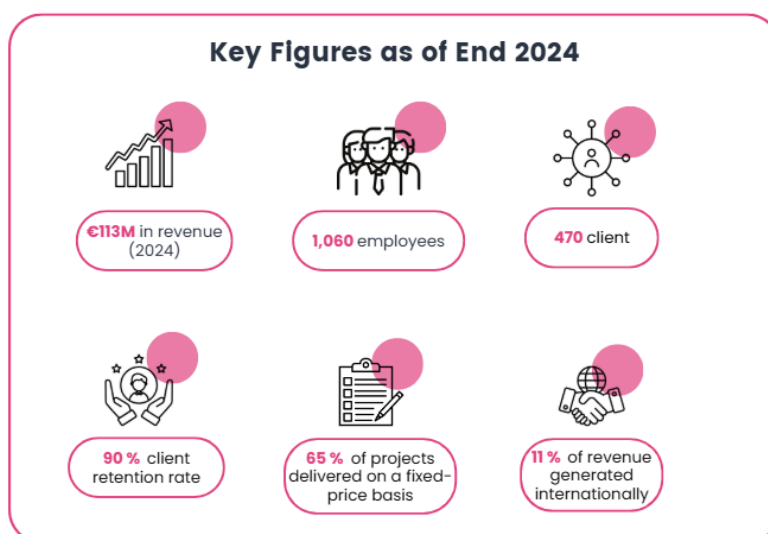 Key Figures as of End 2024
€113M in revenue
(2024)
1,060 employees
470 client
90 % client
retention rate
65 % of projects
delivered on a fixed-
price basis
11 % of revenue
generated
internationally